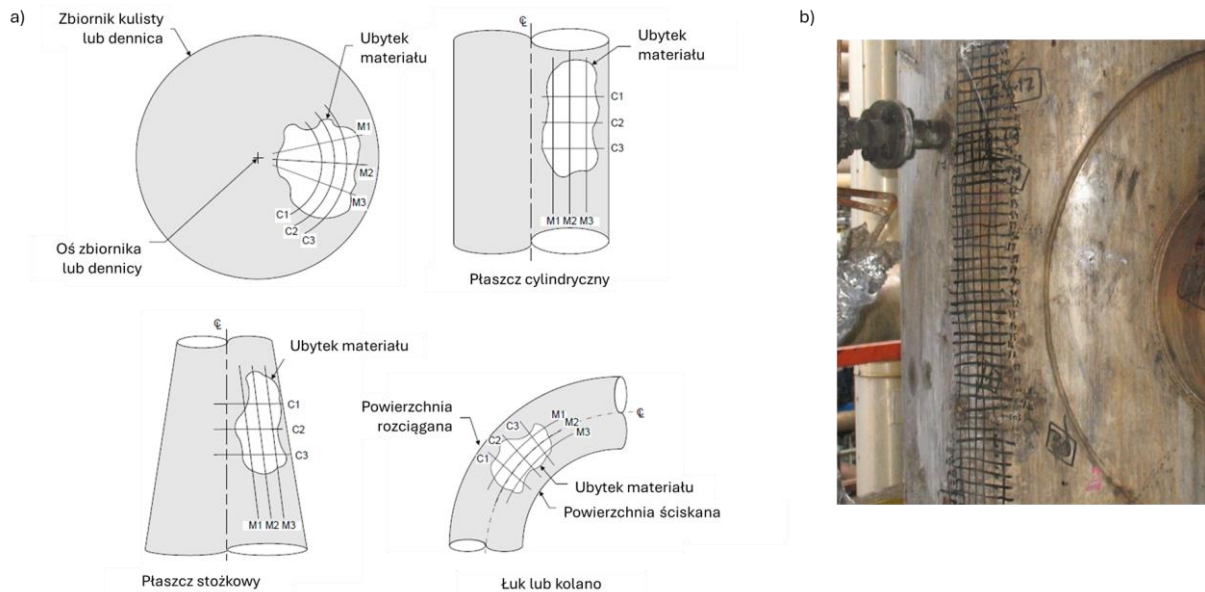 a)
Zbiornik kulisty
lub dennica
Ubytek
materiału
M1
M2
M3
C1
C2
C3
Oś zbiornika
lub dennicy
℄
Ubytek
materiału
C1
C2
C3
M1 M2 M3
Płaszcz cylindryczny
℄
Ubytek materiału
C1
C2
C3
M1 M2 M3
Płaszcz stożkowy
Powierzchnia
rozciągana
℄
C3
C2
C1
M1
M2
M3
Ubytek materiału
Powierzchnia ściskana
Łuk lub kolano
b)